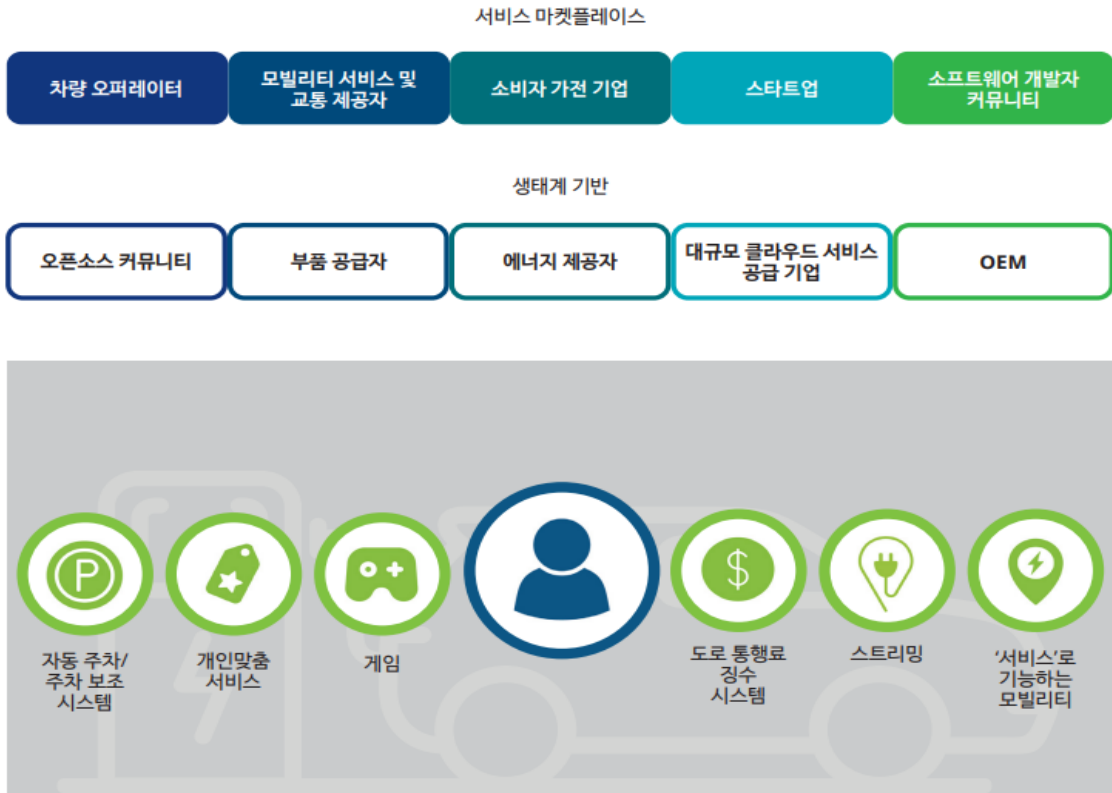 서비스 마켓플레이스
차량 오퍼레이터
모빌리티 서비스 및
교통 제공자
소비자 가전 기업
스타트업
소프트웨어 개발자
커뮤니티
생태계 기반
오픈소스 커뮤니티
부품 공급자
에너지 제공자
대규모 클라우드 서비스
공급 기업
OEM
P
$
자동 주차/
주차 보조
시스템
개인맞춤
서비스
게임
도로 통행료
징수
시스템
스트리밍
‘서비스’로
기능하는
모빌리티